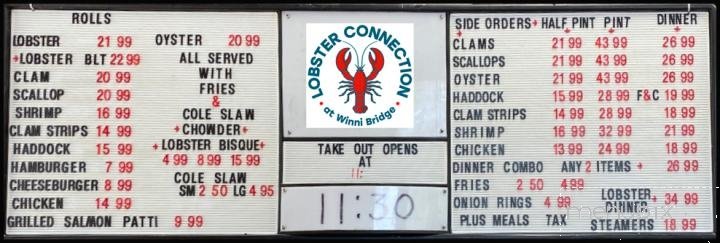 ROLLS
LOBSTER 21 99
LOBSTER BLT 22 99
CLAM 20 99
SCALLOP 20 99
SHRIMP 16 99
CLAM STRIPS 14 99
HADDOCK 15 99
HAMBURGER 7 99
CHEESEBURGER 8 99
CHICKEN 14 99
GRILLED SALMON PATTI 9 99
OYSTER 20 99
ALL SERVED
WITH
FRIES
&
COLE SLAW
CHOWDER
LOBSTER BISQUE
4 99 8 99 15 99
COLE SLAW
SM 2 50 LG 4 95
LOBSTER CONNECTION
at Winni Bridge
TAKE OUT OPENS
AT
11:
11:30
SIDE ORDERS HALF PINT PINT DINNER
CLAMS 21 99 43 99 26 99
SCALLOPS 21 99 43 99 26 99
OYSTER 21 99 43 99 26 99
HADDOCK 15 99 28 99 F&C 19 99
CLAM STRIPS 14 99 28 99 18 99
SHRIMP 16 99 32 99 21 99
CHICKEN 13 99 24 99 18 99
DINNER COMBO ANY 2 ITEMS 26 99
FRIES 2 50 4 99
ONION RINGS 4 99
PLUS MEALS TAX
LOBSTER
DINNER 34 99
STEAMERS 18 99